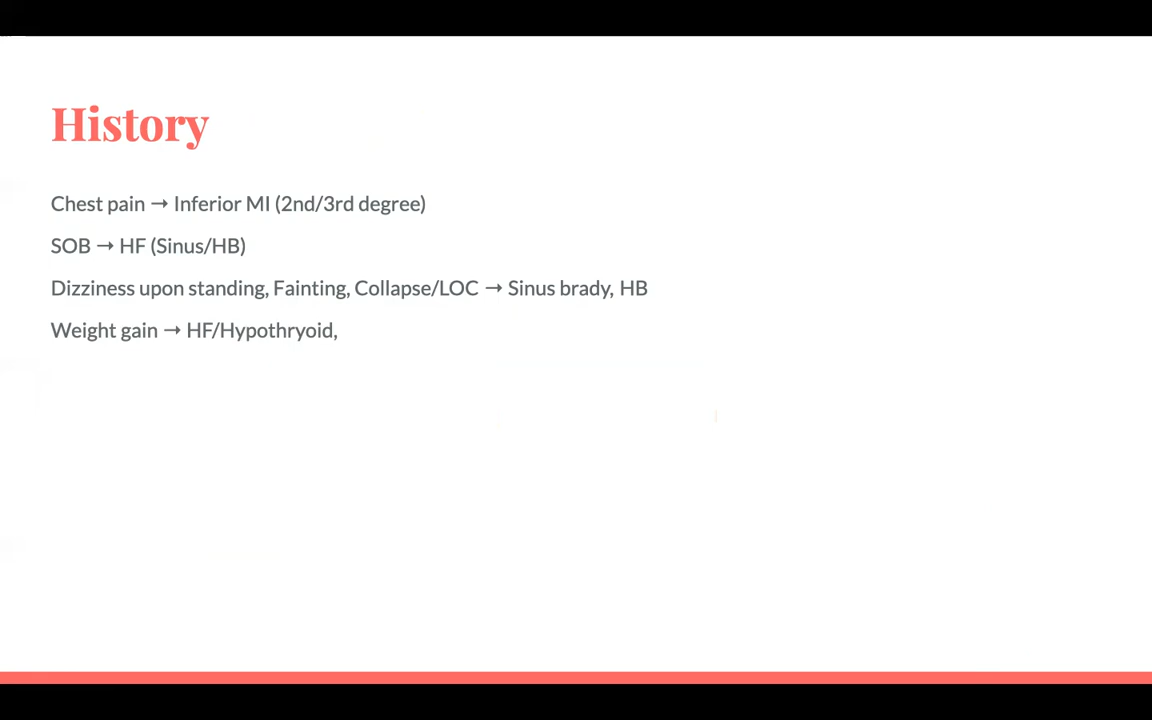 History
Chest pain → Inferior MI (2nd/3rd degree)
SOB → HF (Sinus/HB)
Dizziness upon standing, Fainting, Collapse/LOC → Sinus brady, HB
Weight gain → HF/Hypothryoid,